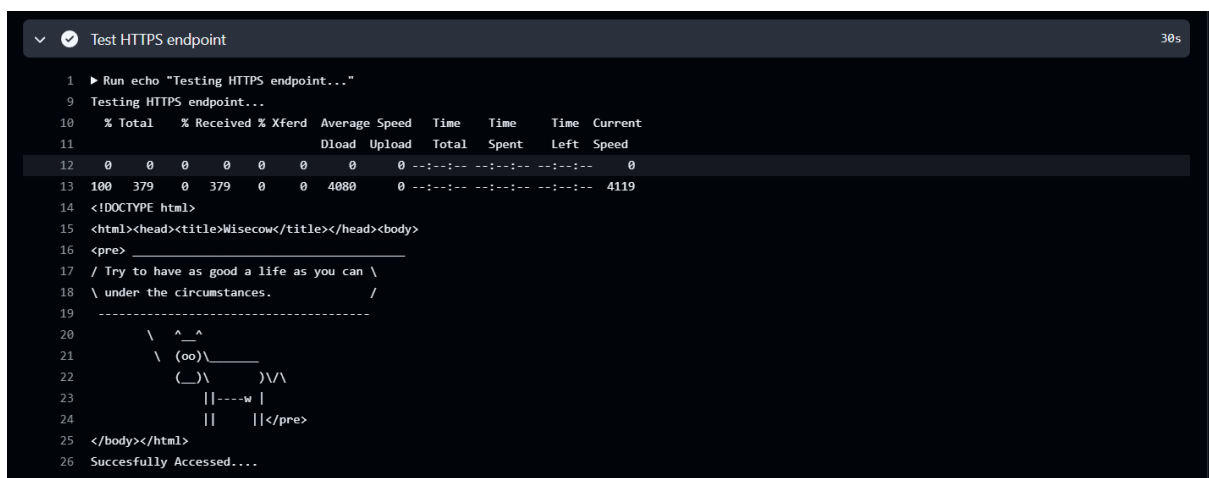 Test HTTPS endpoint 30s
1 ▶ Run echo "Testing HTTPS endpoint..."
9 Testing HTTPS endpoint...
10   % Total    % Received % Xferd  Average Speed   Time    Time     Time  Current
11                                  Dload  Upload   Total   Spent    Left  Speed
12   0     0    0     0    0     0      0      0 --:--:-- --:--:-- --:--:--     0
13 100   379    0   379    0     0   4080      0 --:--:-- --:--:-- --:--:--  4119
14 <!DOCTYPE html>
15 <html><head><title>Wisecow</title></head><body>
16 <pre> _______________________________________
17 / Try to have as good a life as you can \
18 \ under the circumstances.              /
19  ---------------------------------------
20         \   ^__^
21          \  (oo)\_______
22             (__)\       )\/\
23                 ||----w |
24                 ||     ||</pre>
25 </body></html>
26 Succesfully Accessed....